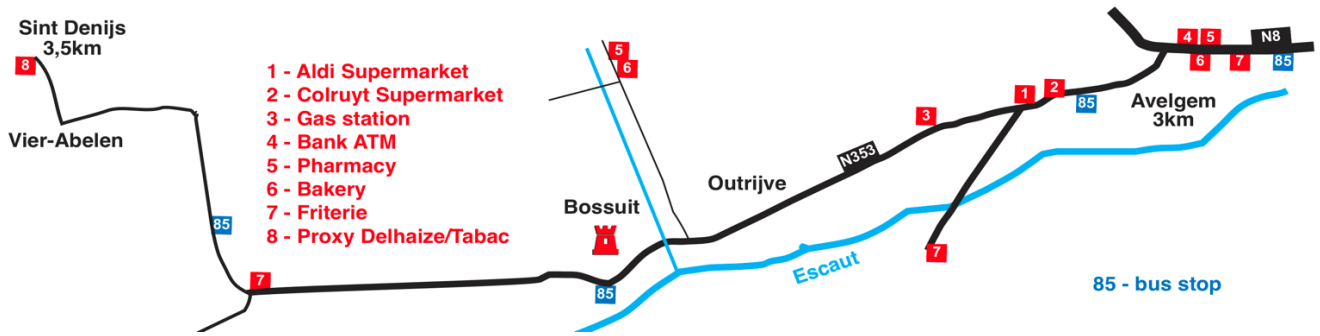 Sint Denijs
3,5km
8
Vier-Abelen
85
7
1 - Aldi Supermarket
2 - Colruyt Supermarket
3 - Gas station
4 - Bank ATM
5 - Pharmacy
6 - Bakery
7 - Friterie
8 - Proxy Delhaize/Tabac
5
6
Bossuit
85
Outrijve
N353
Escaut
3
1
2
85
7
4 5
N8
6 7 85
Avelgem
3km
85 - bus stop